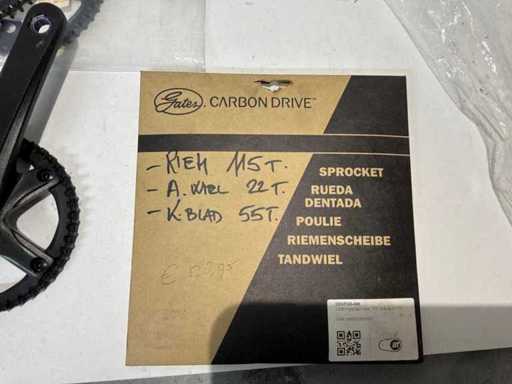 Gates. CARBON DRIVE™
- RIEM 115T.
- A. WIEL 22T.
- K. BLAD 55T.
SPROCKET
RUEDA
DENTADA
POULIE
RIEMENSCHEIBE
TANDWIEL